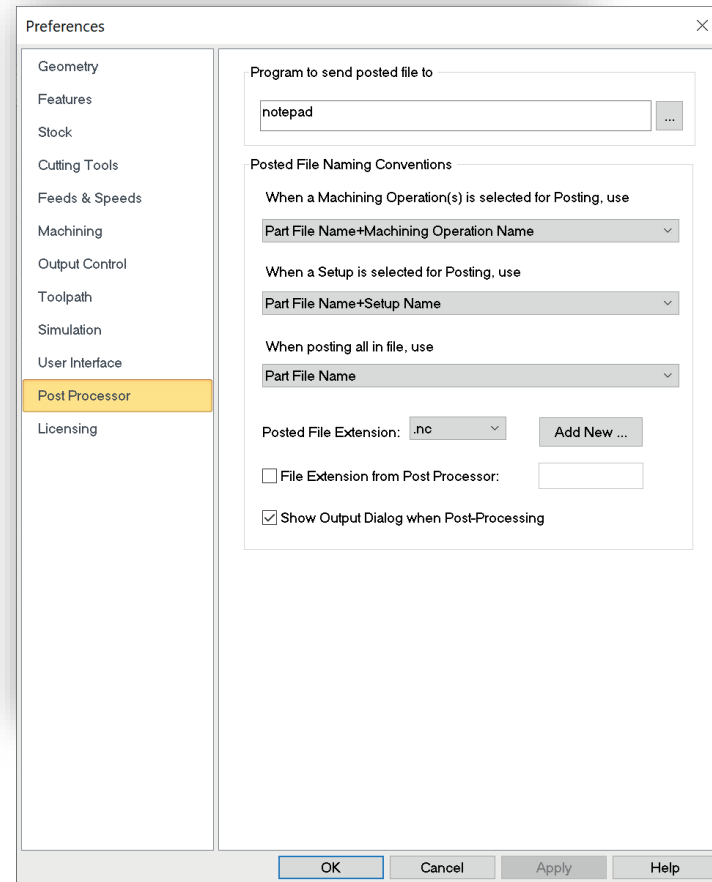 Preferences
Geometry
Features
Stock
Cutting Tools
Feeds & Speeds
Machining
Output Control
Toolpath
Simulation
User Interface
Post Processor
Licensing
Program to send posted file to
notepad
...
Posted File Naming Conventions
When a Machining Operation(s) is selected for Posting, use
Part File Name+Machining Operation Name
When a Setup is selected for Posting, use
Part File Name+Setup Name
When posting all in file, use
Part File Name
Posted File Extension: .nc Add New ...
File Extension from Post Processor:
Show Output Dialog when Post-Processing
OK Cancel Apply Help